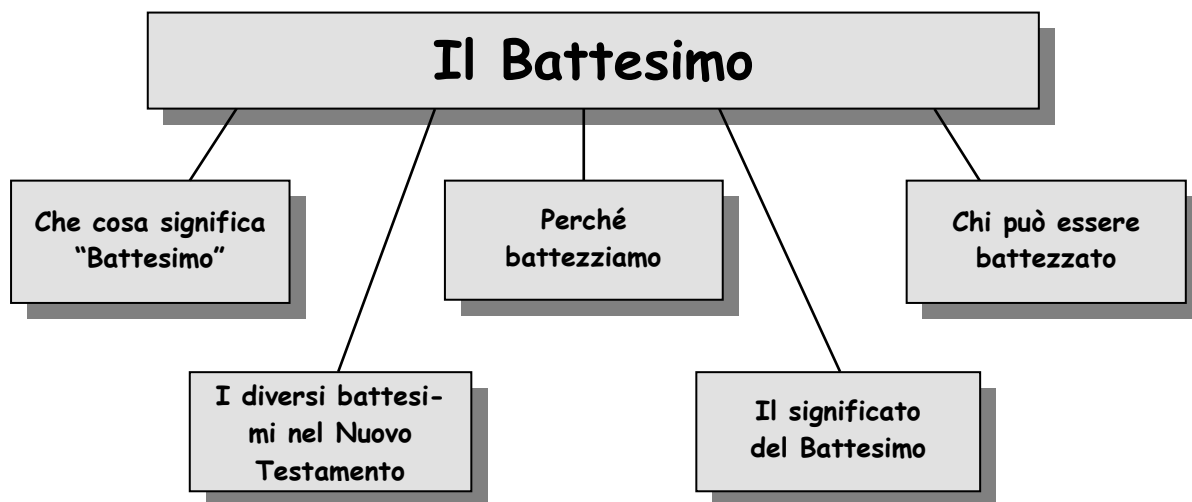 Il Battesimo
Che cosa significa
“Battesimo”
I diversi battesi-
mi nel Nuovo
Testamento
Perché
battezziamo
Il significato
del Battesimo
Chi può essere
battezzato